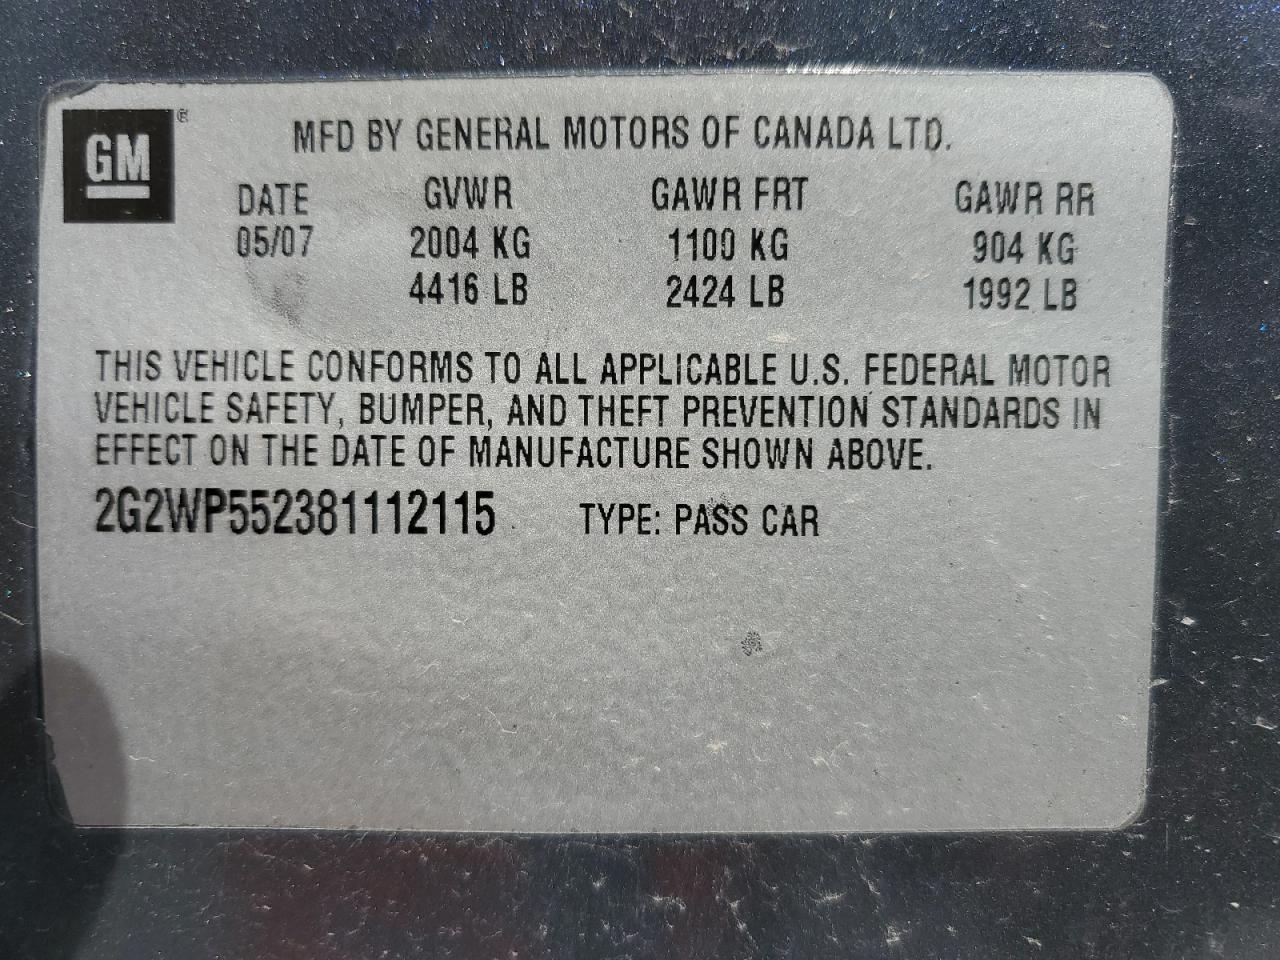 GM®
MFD BY GENERAL MOTORS OF CANADA LTD.
DATE GVWR GAWR FRT GAWR RR
05/07 2004 KG 1100 KG 904 KG
4416 LB 2424 LB 1992 LB
THIS VEHICLE CONFORMS TO ALL APPLICABLE U.S. FEDERAL MOTOR
VEHICLE SAFETY, BUMPER, AND THEFT PREVENTION STANDARDS IN
EFFECT ON THE DATE OF MANUFACTURE SHOWN ABOVE.
2G2WP552381112115 TYPE: PASS CAR